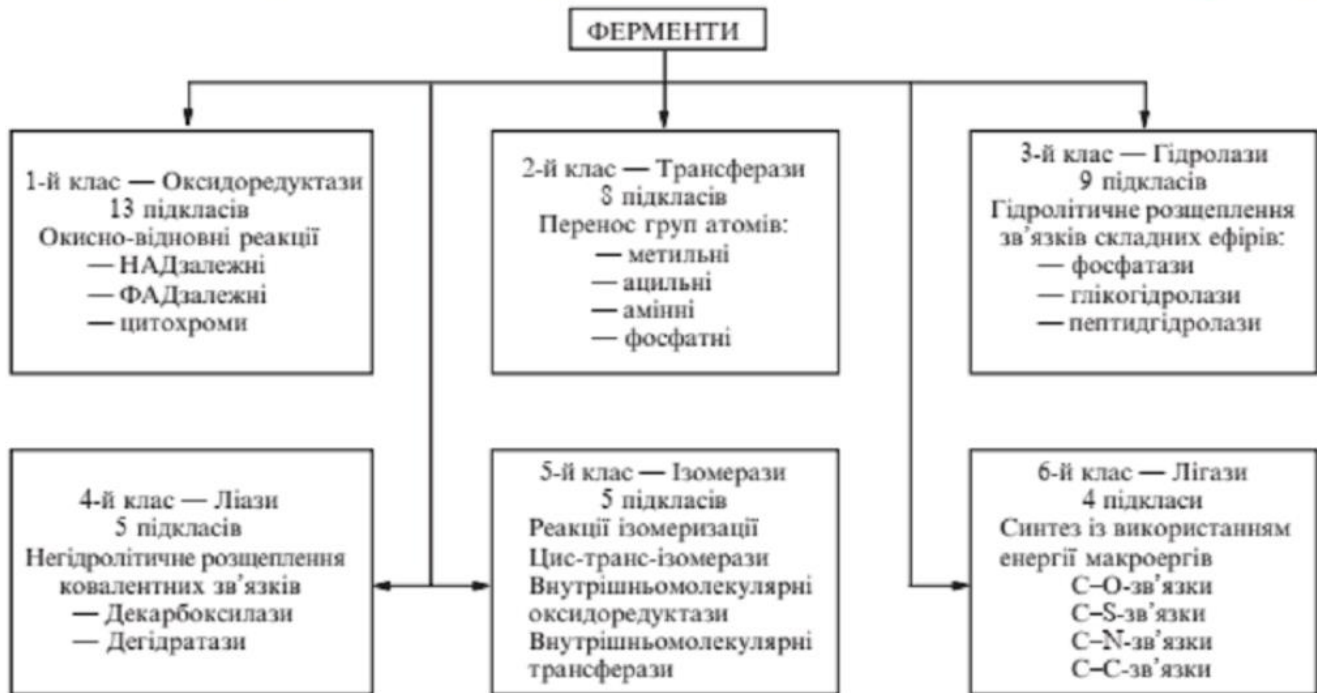 ФЕРМЕНТИ
1-й клас — Оксидоредуктази
13 підкласів
Окисно-відновні реакції
— НАДзалежні
— ФАДзалежні
— цитохроми
2-й клас — Трансферази
8 підкласів
Перенос груп атомів:
— метильні
— ацильні
— амінні
— фосфатні
3-й клас — Гідролази
9 підкласів
Гідролітичне розщеплення
зв’язків складних ефірів:
— фосфатази
— глікогідролази
— пептидгідролази
4-й клас — Ліази
5 підкласів
Негідролітичне розщеплення
ковалентних зв’язків
— Декарбоксилази
— Дегідратази
5-й клас — Ізомерази
5 підкласів
Реакції ізомеризації
Цис-транс-ізомерази
Внутрішньомолекулярні
оксидоредуктази
Внутрішньомолекулярні
трансферази
6-й клас — Лігази
4 підкласи
Синтез із використанням
енергії макроергів
С–О-зв’язки
С–S-зв’язки
С–N-зв’язки
С–С-зв’язки